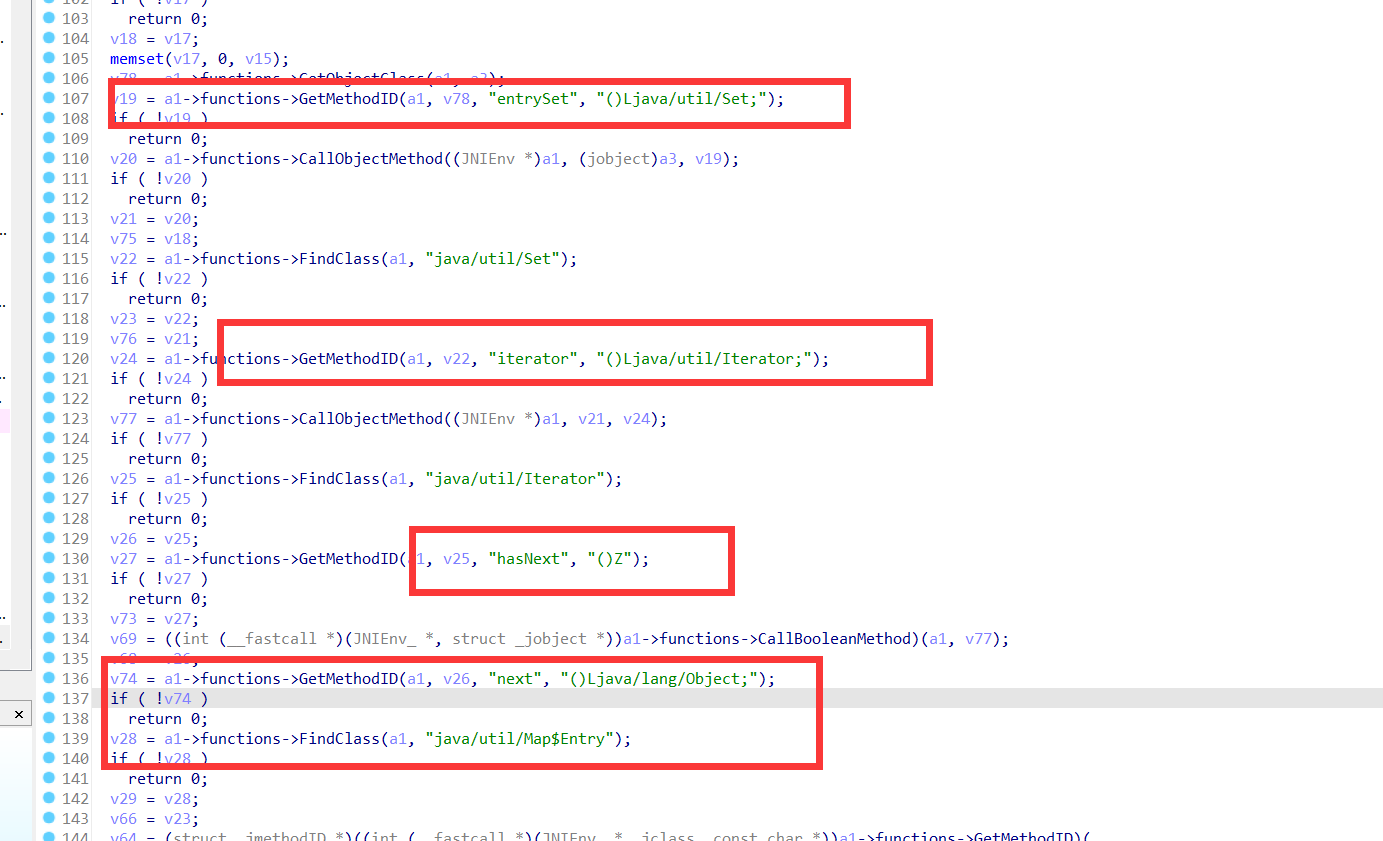 102 if ( !v17 )
103 return 0;
104 v18 = v17;
105 memset(v17, 0, v15);
106 v78 = a1->functions->GetObjectClass(a1, a3);
107 v19 = a1->functions->GetMethodID(a1, v78, "entrySet", "()Ljava/util/Set;");
108 if ( !v19 )
109 return 0;
110 v20 = a1->functions->CallObjectMethod((JNIEnv *)a1, (jobject)a3, v19);
111 if ( !v20 )
112 return 0;
113 v21 = v20;
114 v75 = v18;
115 v22 = a1->functions->FindClass(a1, "java/util/Set");
116 if ( !v22 )
117 return 0;
118 v23 = v22;
119 v76 = v21;
120 v24 = a1->functions->GetMethodID(a1, v22, "iterator", "()Ljava/util/Iterator;");
121 if ( !v24 )
122 return 0;
123 v77 = a1->functions->CallObjectMethod((JNIEnv *)a1, v21, v24);
124 if ( !v77 )
125 return 0;
126 v25 = a1->functions->FindClass(a1, "java/util/Iterator");
127 if ( !v25 )
128 return 0;
129 v26 = v25;
130 v27 = a1->functions->GetMethodID(a1, v25, "hasNext", "()Z");
131 if ( !v27 )
132 return 0;
133 v73 = v27;
134 v69 = ((int (__fastcall *)(JNIEnv_ *, struct _jobject *))a1->functions->CallBooleanMethod)(a1, v77);
135 v68 = v26;
136 v74 = a1->functions->GetMethodID(a1, v26, "next", "()Ljava/lang/Object;");
137 if ( !v74 )
138 return 0;
139 v28 = a1->functions->FindClass(a1, "java/util/Map$Entry");
140 if ( !v28 )
141 return 0;
142 v29 = v28;
143 v66 = v23;
144 v64 = (struct _jmethodID *)((int (__fastcall *)(JNIEnv_ *, jclass, const char *))a1->functions->GetMethodID)(